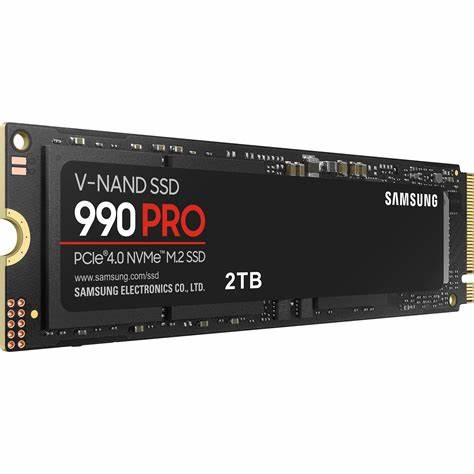 V-NAND SSD
990 PRO
PCIe®4.0 NVMe™ M.2 SSD
www.samsung.com/ssd
SAMSUNG ELECTRONICS CO., LTD.
2TB
SAMSUNG